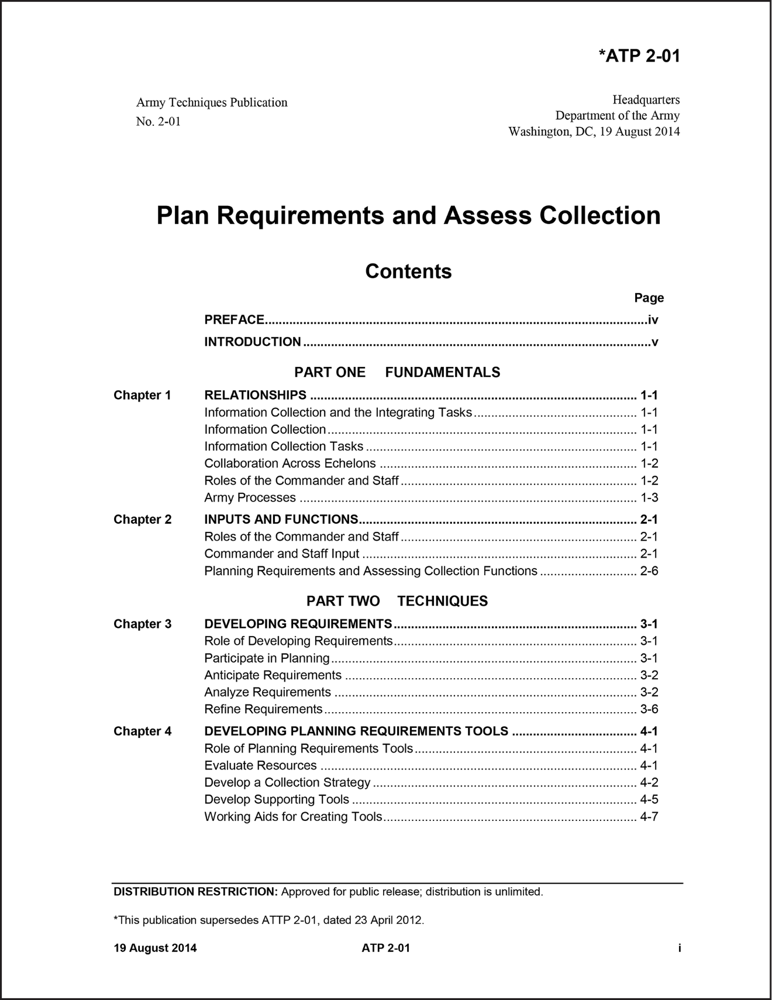 *ATP 2-01
Army Techniques Publication
No. 2-01
Headquarters
Department of the Army
Washington, DC, 19 August 2014
Plan Requirements and Assess Collection
Contents
Page
PREFACE..............................................................................................................iv
INTRODUCTION ....................................................................................................v
PART ONE FUNDAMENTALS
Chapter 1 RELATIONSHIPS .............................................................................................. 1-1
Information Collection and the Integrating Tasks............................................... 1-1
Information Collection......................................................................................... 1-1
Information Collection Tasks .............................................................................. 1-1
Collaboration Across Echelons .......................................................................... 1-2
Roles of the Commander and Staff.................................................................... 1-2
Army Processes ................................................................................................. 1-3
Chapter 2 INPUTS AND FUNCTIONS................................................................................ 2-1
Roles of the Commander and Staff.................................................................... 2-1
Commander and Staff Input ............................................................................... 2-1
Planning Requirements and Assessing Collection Functions ............................ 2-6
PART TWO TECHNIQUES
Chapter 3 DEVELOPING REQUIREMENTS...................................................................... 3-1
Role of Developing Requirements...................................................................... 3-1
Participate in Planning........................................................................................ 3-1
Anticipate Requirements .................................................................................... 3-2
Analyze Requirements ....................................................................................... 3-2
Refine Requirements.......................................................................................... 3-6
Chapter 4 DEVELOPING PLANNING REQUIREMENTS TOOLS .................................... 4-1
Role of Planning Requirements Tools................................................................ 4-1
Evaluate Resources ........................................................................................... 4-1
Develop a Collection Strategy ............................................................................ 4-2
Develop Supporting Tools .................................................................................. 4-5
Working Aids for Creating Tools......................................................................... 4-7
DISTRIBUTION RESTRICTION: Approved for public release; distribution is unlimited.
*This publication supersedes ATTP 2-01, dated 23 April 2012.
19 August 2014 ATP 2-01 i